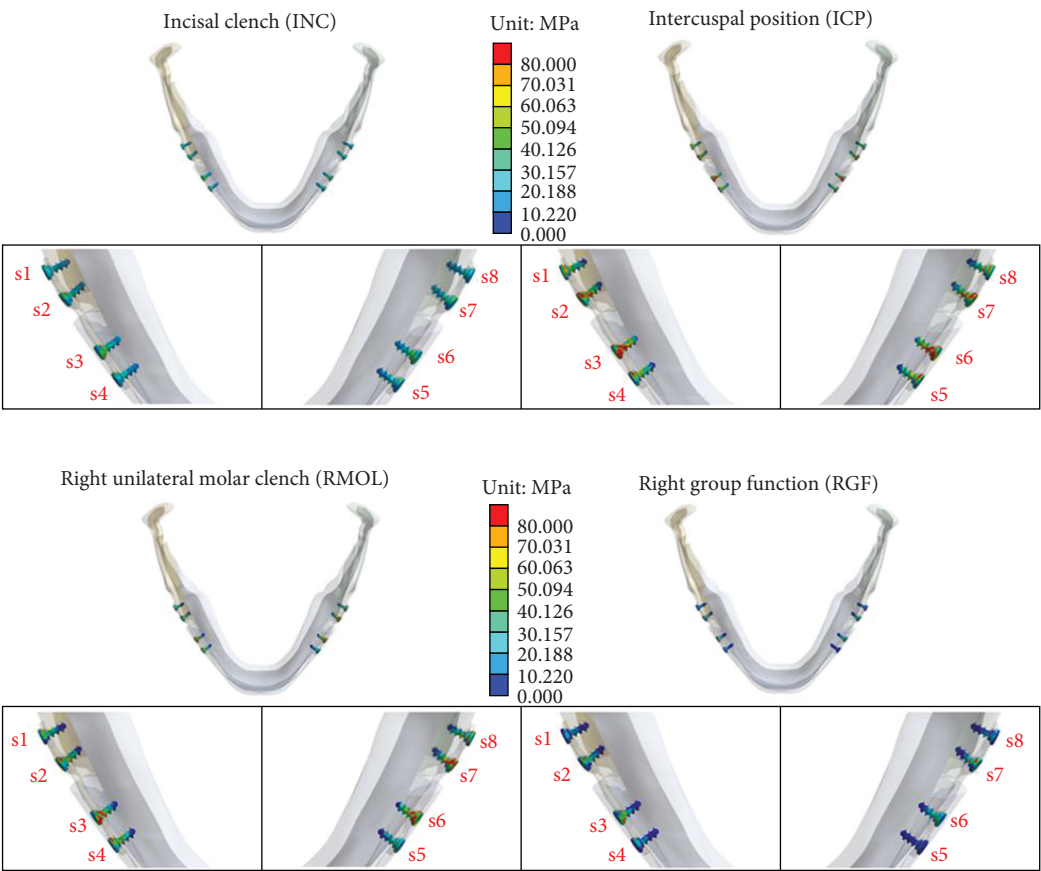 Incisal clench (INC)
Unit: MPa
Intercuspal position (ICP)
80.000
70.031
60.063
50.094
40.126
30.157
20.188
10.220
0.000
s1
s2
s3
s4
s8
s7
s6
s5
s1
s2
s3
s4
s8
s7
s6
s5
Right unilateral molar clench (RMOL)
Unit: MPa
Right group function (RGF)
80.000
70.031
60.063
50.094
40.126
30.157
20.188
10.220
0.000
s1
s2
s3
s4
s8
s7
s6
s5
s1
s2
s3
s4
s8
s7
s6
s5